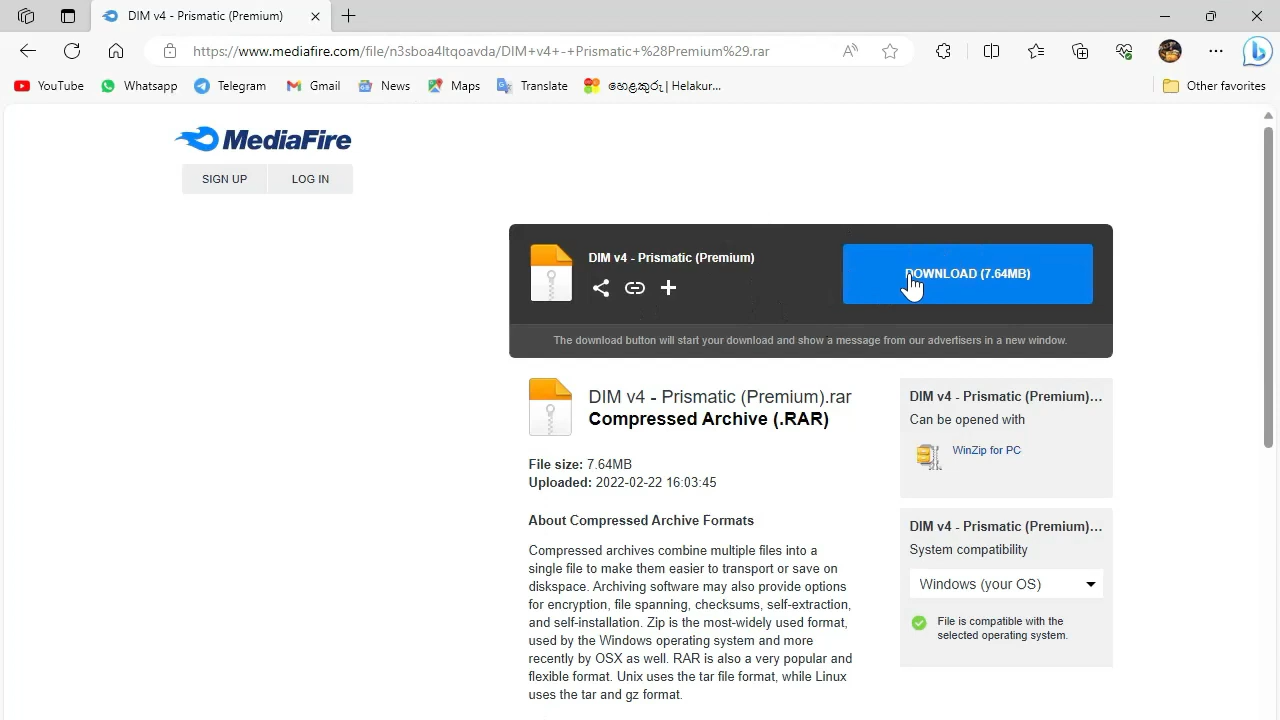 DIM v4 - Prismatic (Premium)
https://www.mediafire.com/file/n3sboa4ltqotvda/DIM+v4+-+Prismatic+%28Premium%29.rar
YouTube
Whatsapp
Telegram
Gmail
News
Maps
Translate
හෙළකුරු | Helakur...
Other favorites
MediaFire
SIGN UP
LOG IN
DIM v4 - Prismatic (Premium)
DOWNLOAD (7.64MB)
The download button will start your download and show a message from our advertisers in a new window.
DIM v4 - Prismatic (Premium).rar
Compressed Archive (.RAR)
File size: 7.64MB
Uploaded: 2022-02-22 16:03:45
About Compressed Archive Formats
Compressed archives combine multiple files into a
single file to make them easier to transport or save on
diskspace. Archiving software may also provide options
for encryption, file spanning, checksums, self-extraction,
and self-installation. Zip is the most-widely used format,
used by the Windows operating system and more
recently by OSX as well. RAR is also a very popular and
flexible format. Unix uses the tar file format, while Linux
uses the tar and gz format.
DIM v4 - Prismatic (Premium)...
Can be opened with
WinZip for PC
DIM v4 - Prismatic (Premium)...
System compatibility
Windows (your OS)
File is compatible with the
selected operating system.